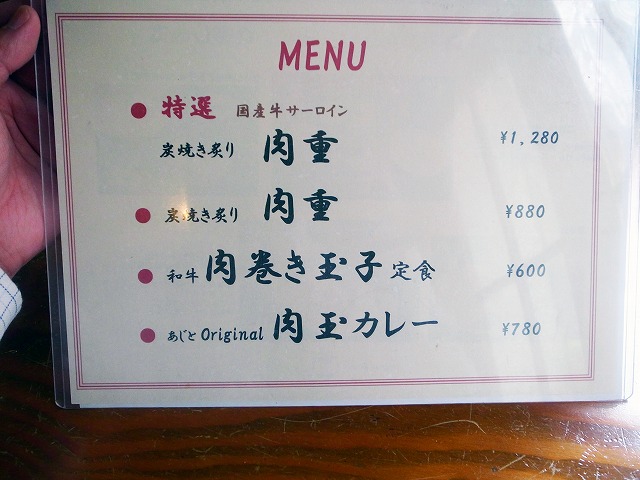 MENU
● 特選 国産牛サーロイン
炭焼き炙り 肉重 ¥1,280
● 炭焼き炙り 肉重 ¥880
● 和牛 肉巻き玉子 定食 ¥600
● あじと Original 肉玉カレー ¥780